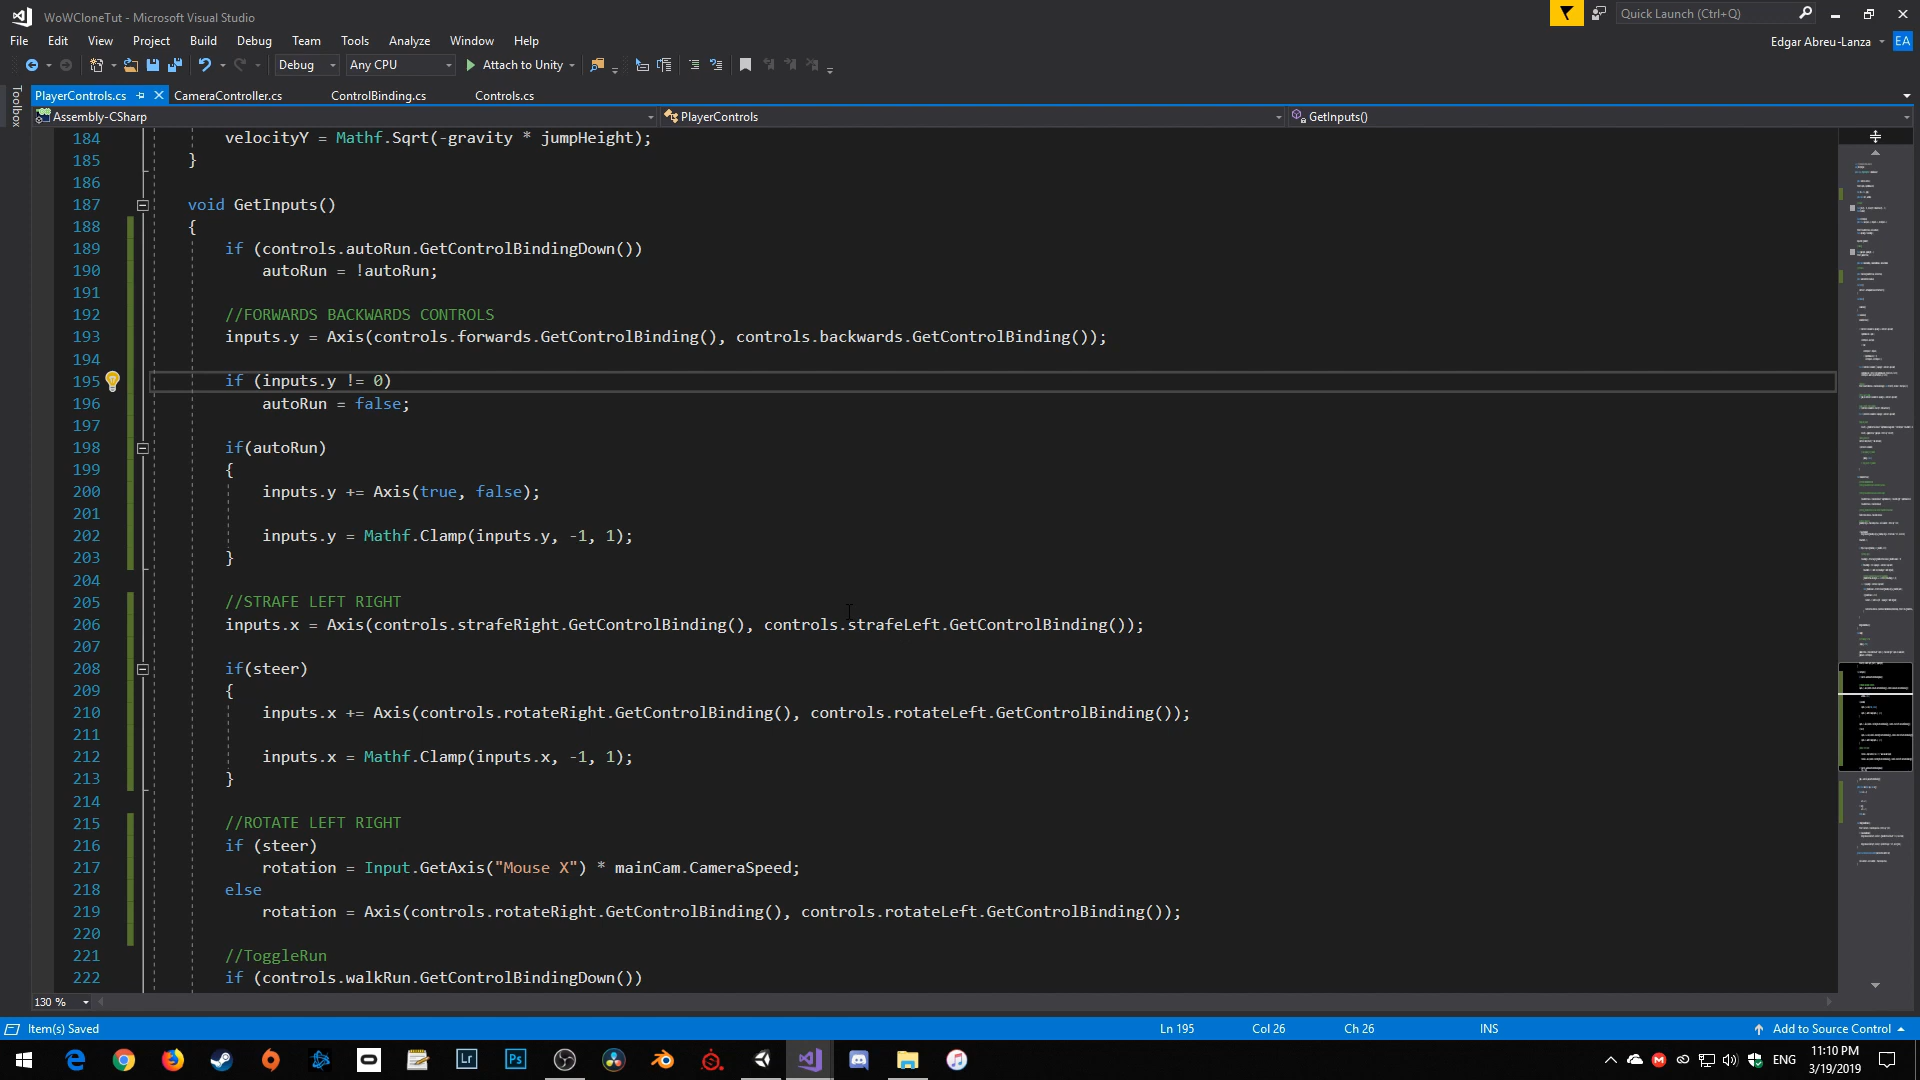 WoWCloneTut - Microsoft Visual Studio
Quick Launch (Ctrl+Q)
File Edit View Project Build Debug Team Tools Analyze Window Help
Edgar Abreu-Lanza EA
Debug Any CPU Attach to Unity
Toolbox
PlayerControls.cs CameraController.cs ControlBinding.cs Controls.cs
Assembly-CSharp PlayerControls GetInputs()
184 velocityY = Mathf.Sqrt(-gravity * jumpHeight);
185 }
186
187 void GetInputs()
188 {
189 if (controls.autoRun.GetControlBindingDown())
190 autoRun = !autoRun;
191
192 //FORWARDS BACKWARDS CONTROLS
193 inputs.y = Axis(controls.forwards.GetControlBinding(), controls.backwards.GetControlBinding());
194
195 if (inputs.y != 0)
196 autoRun = false;
197
198 if(autoRun)
199 {
200 inputs.y += Axis(true, false);
201
202 inputs.y = Mathf.Clamp(inputs.y, -1, 1);
203 }
204
205 //STRAFE LEFT RIGHT
206 inputs.x = Axis(controls.strafeRight.GetControlBinding(), controls.strafeLeft.GetControlBinding());
207
208 if(steer)
209 {
210 inputs.x += Axis(controls.rotateRight.GetControlBinding(), controls.rotateLeft.GetControlBinding());
211
212 inputs.x = Mathf.Clamp(inputs.x, -1, 1);
213 }
214
215 //ROTATE LEFT RIGHT
216 if (steer)
217 rotation = Input.GetAxis("Mouse X") * mainCam.CameraSpeed;
218 else
219 rotation = Axis(controls.rotateRight.GetControlBinding(), controls.rotateLeft.GetControlBinding());
220
221 //ToggleRun
222 if (controls.walkRun.GetControlBindingDown())
130 %
Item(s) Saved Ln 195 Col 26 Ch 26 INS Add to Source Control
Lr Ps ENG 11:10 PM
3/19/2019